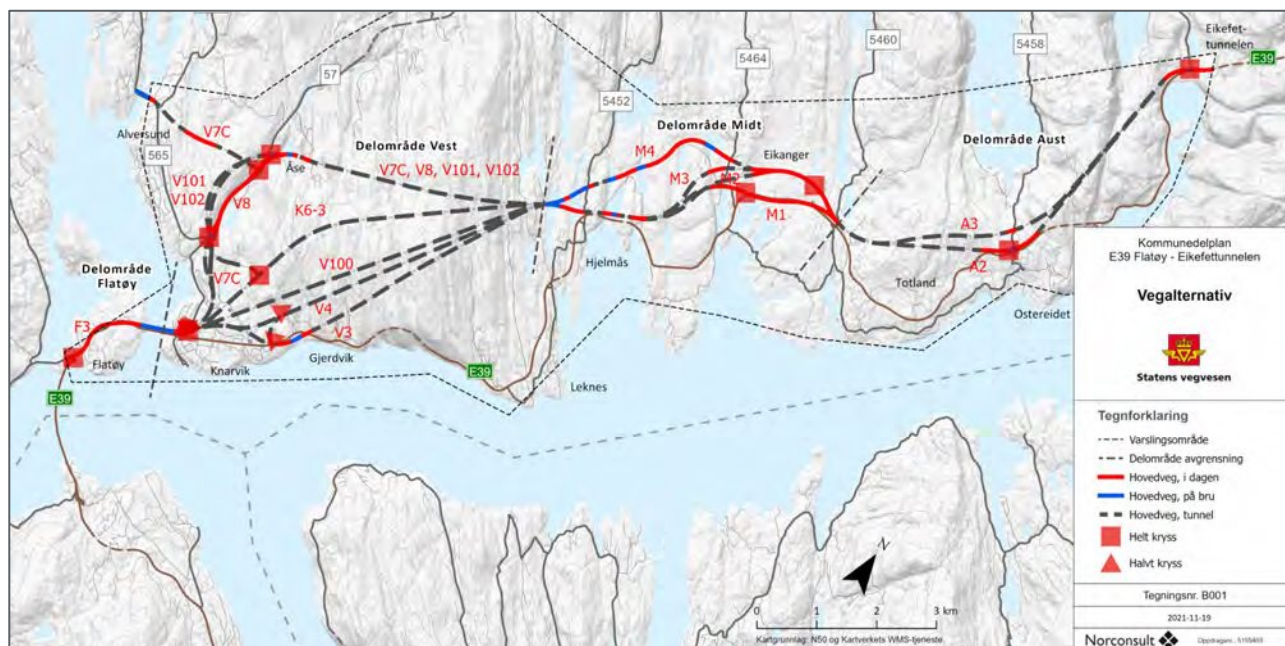 Eikefet-
tunnelen
E39
57
5464
5460
5458
5452
Alversund
565
V7C
Delområde Vest
Delområde Midt
Delområde Aust
Åse
V7C, V8, V101, V102
M4
Eikanger
M3
M2
M1
V101
V102
V8
K6-3
V7C
V100
V4
V3
Delområde
Flatøy
F3
Flatøy
Knarvik
Gjerdvik
Hjelmås
Leknes
E39
E39
A3
A2
Totland
Ostereidet
N
0 1 2 3 km
Kartgrunnlag: N50 og Kartverkets WMS-tjeneste.
Kommunedelplan
E39 Flatøy - Eikefettunnelen
Vegalternativ
Statens vegvesen
Tegnforklaring
Varslingsområde
Delområde avgrensning
Hovedveg, i dagen
Hovedveg, på bru
Hovedveg, tunnel
Helt kryss
Halvt kryss
Tegningsnr. B001
2021-11-19
Norconsult